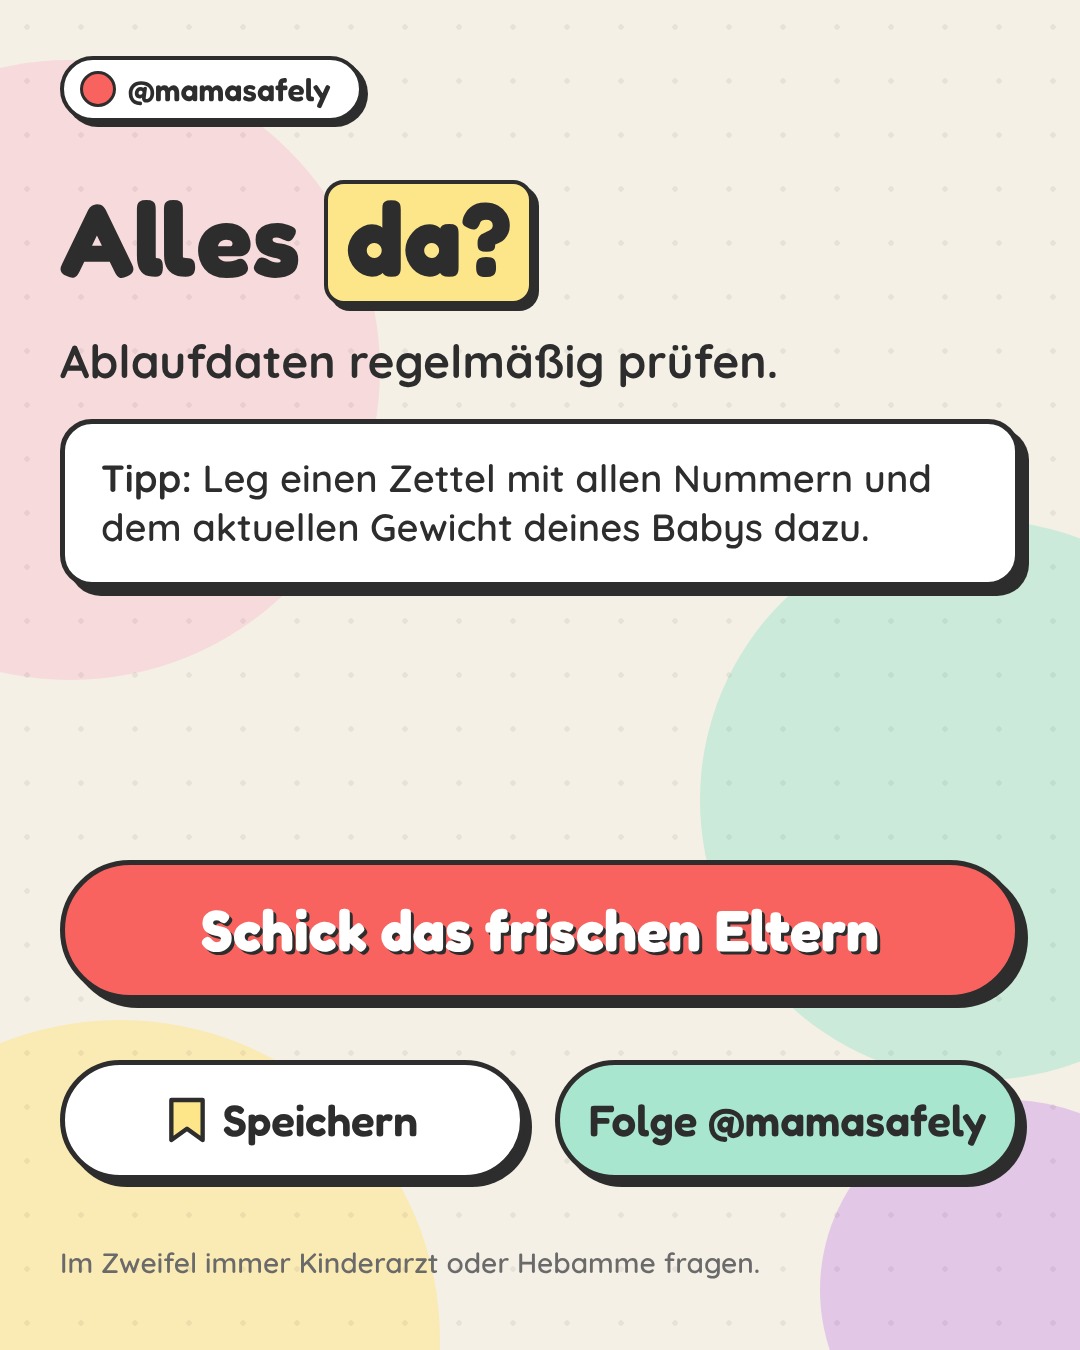 @mamasafely
Alles da?
Ablaufdaten regelmäßig prüfen.
Tipp: Leg einen Zettel mit allen Nummern und
dem aktuellen Gewicht deines Babys dazu.
Schick das frischen Eltern
Speichern
Folge @mamasafely
Im Zweifel immer Kinderarzt oder Hebamme fragen.